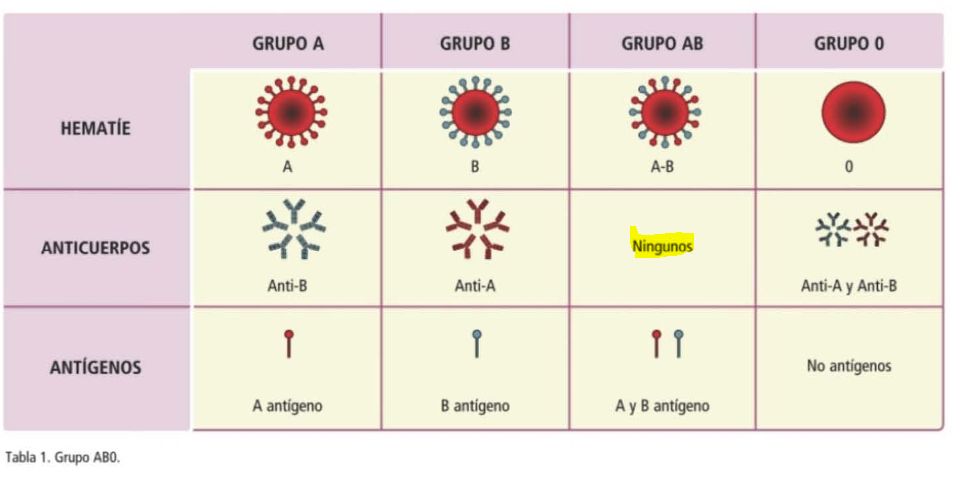 GRUPO A GRUPO B GRUPO AB GRUPO 0
HEMATÍE
A B A-B 0
ANTICUERPOS
Ningunos
Anti-B Anti-A Anti-A y Anti-B
ANTÍGENOS
No antígenos
A antígeno B antígeno A y B antígeno
Tabla 1. Grupo AB0.